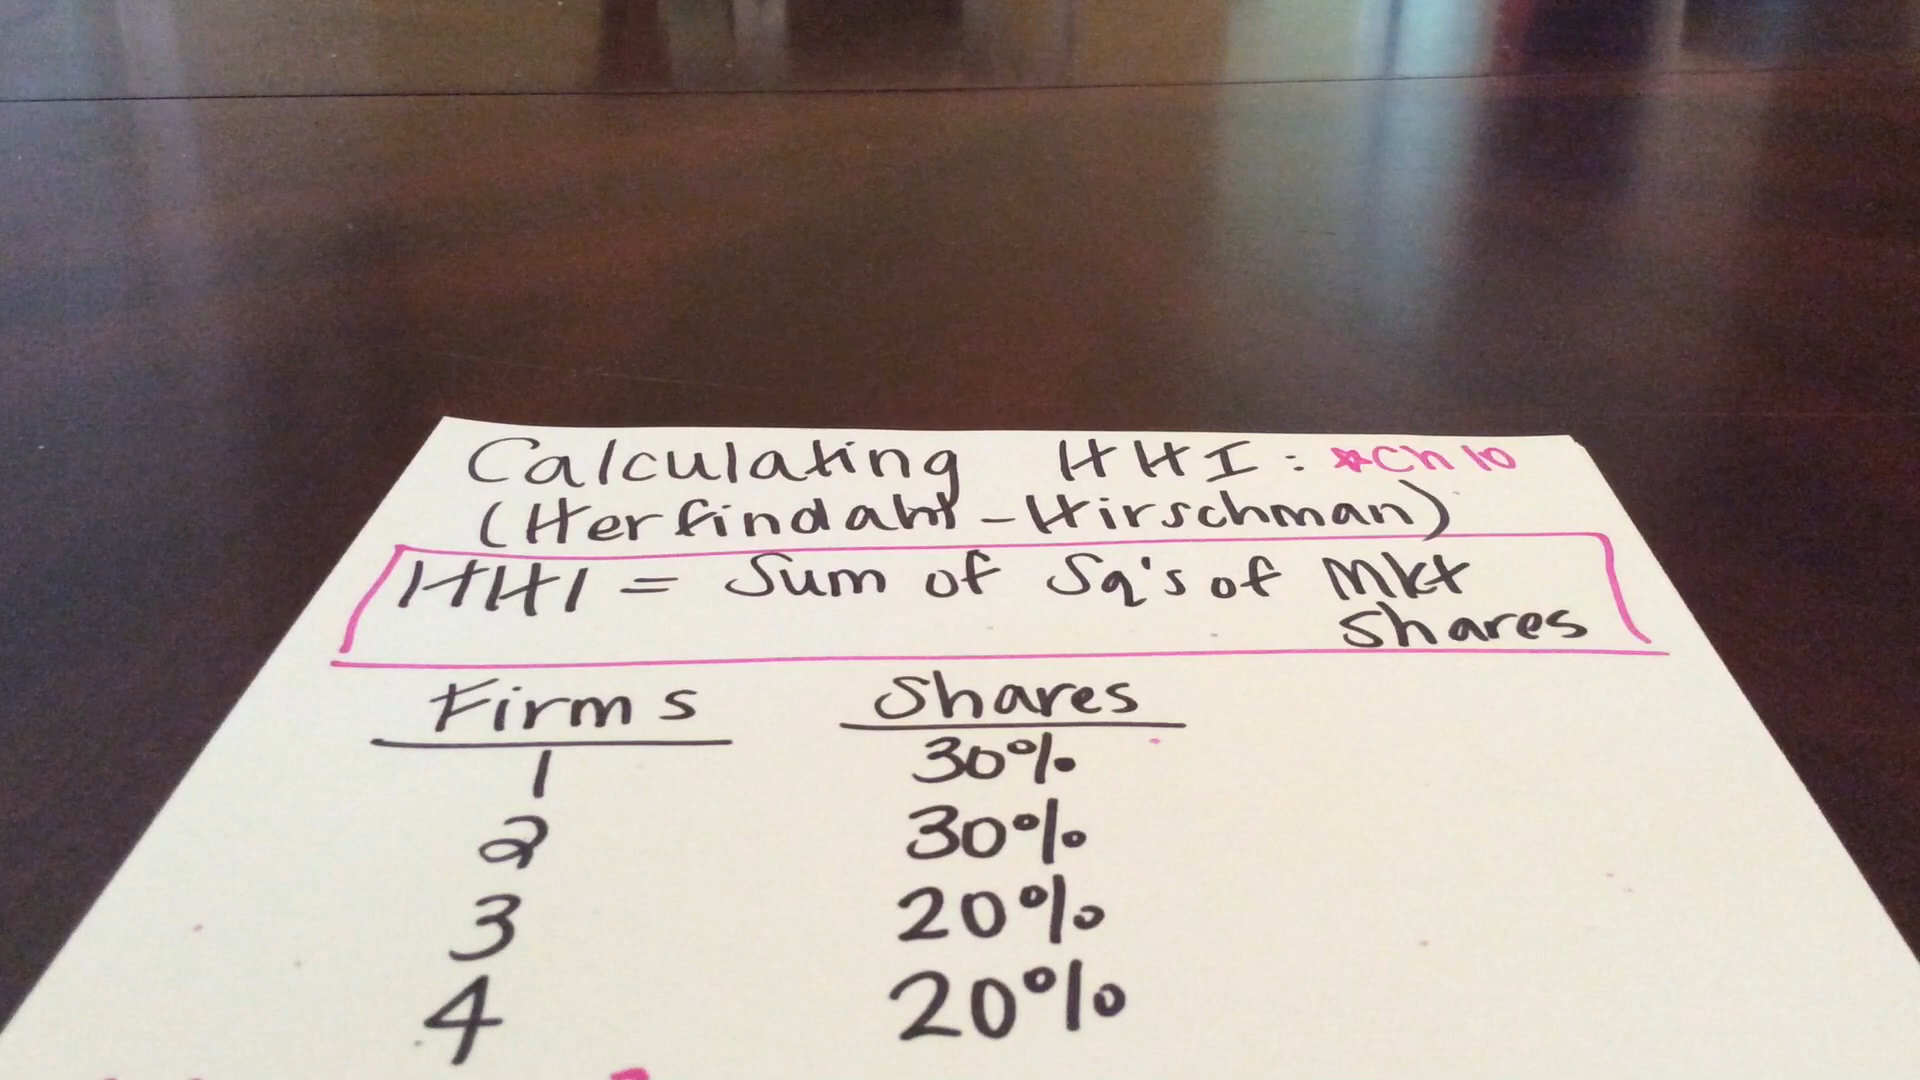 Calculating HHI: *Ch 10
(Herfindahl-Hirschman)
HHI = Sum of Sq's of Mkt
Shares
Firms Shares
1 30%
2 30%
3 20%
4 20%